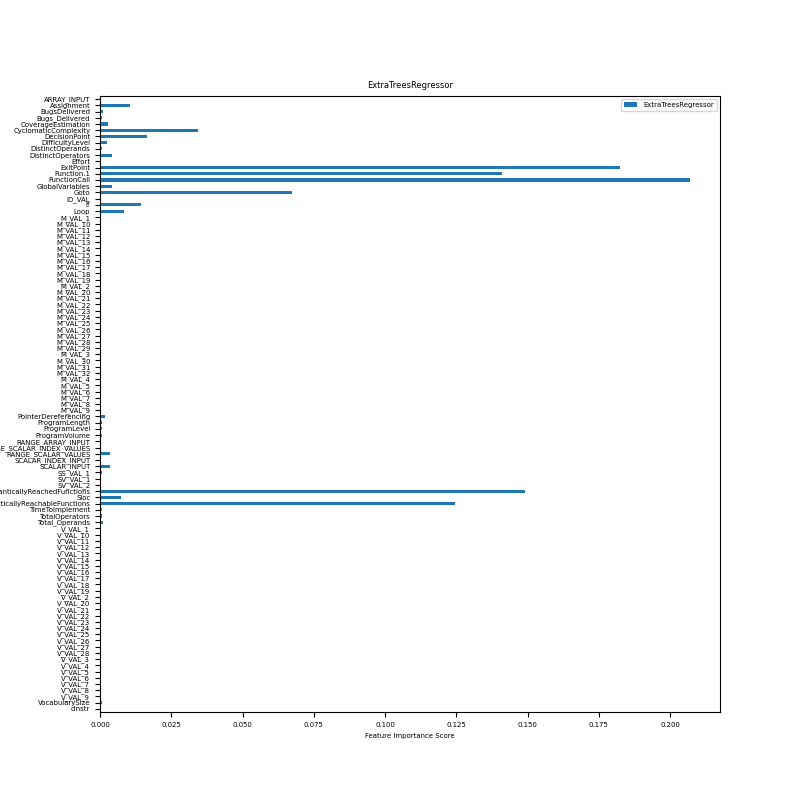 ExtraTreesRegressor
ExtraTreesRegressor
ARRAY_INPUT
Assignment
BugsDelivered
Bugs_Delivered
CoverageEstimation
CyclomaticComplexity
DecisionPoint
DifficultyLevel
DistinctOperands
DistinctOperators
Effort
ExitPoint
Function.1
FunctionCall
GlobalVariables
Goto
ID_VAL
If
Loop
M_VAL_1
M_VAL_10
M_VAL_11
M_VAL_12
M_VAL_13
M_VAL_14
M_VAL_15
M_VAL_16
M_VAL_17
M_VAL_18
M_VAL_19
M_VAL_2
M_VAL_20
M_VAL_21
M_VAL_22
M_VAL_23
M_VAL_24
M_VAL_25
M_VAL_26
M_VAL_27
M_VAL_28
M_VAL_29
M_VAL_3
M_VAL_30
M_VAL_31
M_VAL_32
M_VAL_4
M_VAL_5
M_VAL_6
M_VAL_7
M_VAL_8
M_VAL_9
PointerDereferencing
ProgramLength
ProgramLevel
ProgramVolume
RANGE_ARRAY_INPUT
E_SCALAR_INDEX_VALUES
RANGE_SCALAR_VALUES
SCALAR_INDEX_INPUT
SCALAR_INPUT
SS_VAL_1
SV_VAL_1
SV_VAL_2
anticallyReachedFunctions
Sloc
ticallyReachableFunctions
TimeToImplement
TotalOperators
Total_Operands
V_VAL_1
V_VAL_10
V_VAL_11
V_VAL_12
V_VAL_13
V_VAL_14
V_VAL_15
V_VAL_16
V_VAL_17
V_VAL_18
V_VAL_19
V_VAL_2
V_VAL_20
V_VAL_21
V_VAL_22
V_VAL_23
V_VAL_24
V_VAL_25
V_VAL_26
V_VAL_27
V_VAL_28
V_VAL_3
V_VAL_4
V_VAL_5
V_VAL_6
V_VAL_7
V_VAL_8
V_VAL_9
VocabularySize
cinstr
0.000 0.025 0.050 0.075 0.100 0.125 0.150 0.175 0.200
Feature Importance Score